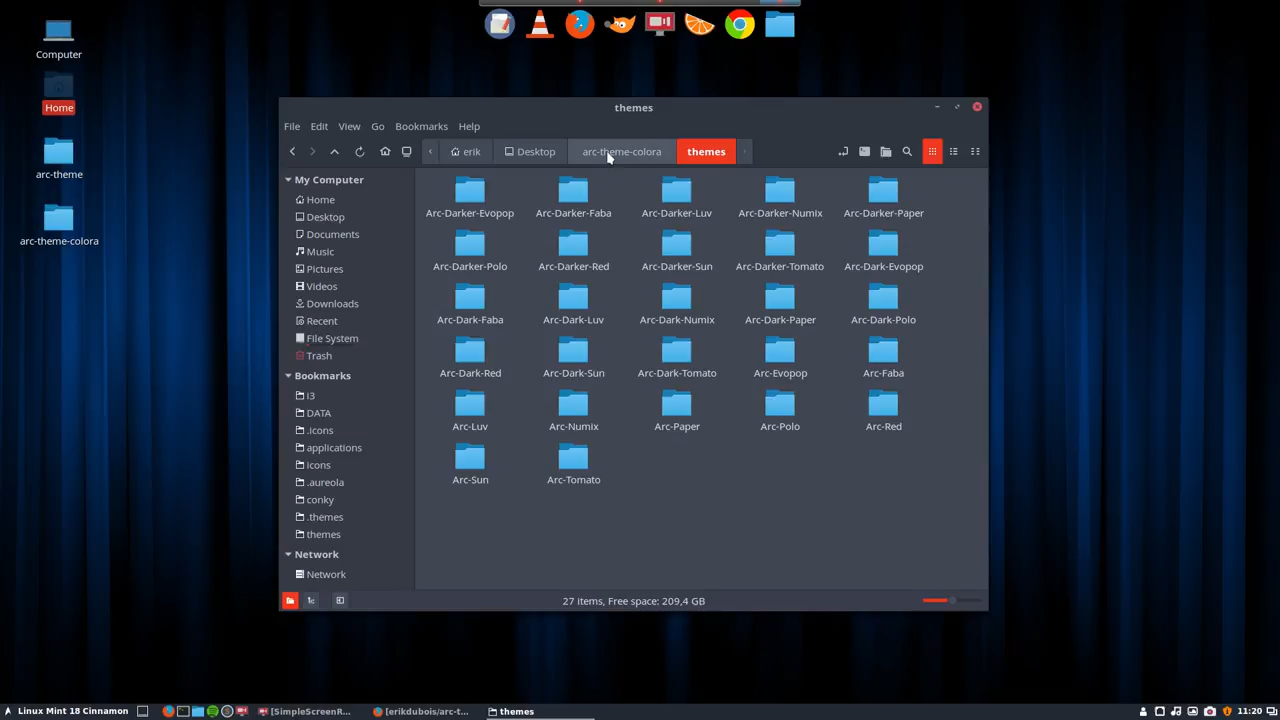 Computer
Home
arc-theme
arc-theme-colora
themes
File Edit View Go Bookmarks Help
erik Desktop arc-theme-colora themes
My Computer
Home
Desktop
Documents
Music
Pictures
Videos
Downloads
Recent
File System
Trash
Bookmarks
i3
DATA
.icons
applications
icons
.aureola
conky
.themes
themes
Network
Network
Arc-Darker-Evopop Arc-Darker-Faba Arc-Darker-Luv Arc-Darker-Numix Arc-Darker-Paper
Arc-Darker-Polo Arc-Darker-Red Arc-Darker-Sun Arc-Darker-Tomato Arc-Dark-Evopop
Arc-Dark-Faba Arc-Dark-Luv Arc-Dark-Numix Arc-Dark-Paper Arc-Dark-Polo
Arc-Dark-Red Arc-Dark-Sun Arc-Dark-Tomato Arc-Evopop Arc-Faba
Arc-Luv Arc-Numix Arc-Paper Arc-Polo Arc-Red
Arc-Sun Arc-Tomato
27 items, Free space: 209,4 GB
Linux Mint 18 Cinnamon [SimpleScreenR... [erikdubois/arc-t... themes 11:20